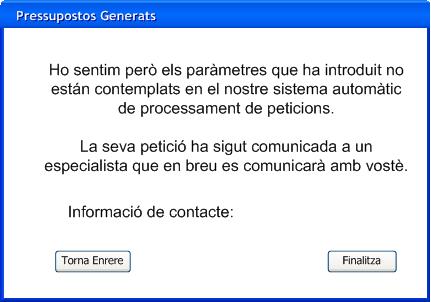 Pressupostos Generats
Ho sentim però els paràmetres que ha introduit no
están contemplats en el nostre sistema automàtic
de processament de peticions.
La seva petició ha sigut comunicada a un
especialista que en breu es comunicarà amb vostè.
Informació de contacte:
Torna Enrere
Finalitza